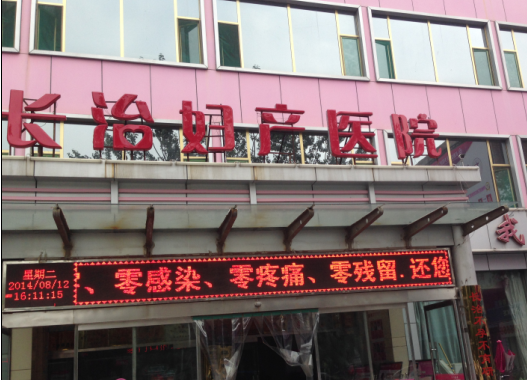 长治妇产医院
我
星期二
2014/08/12
16:11:15
、零感染、零疼痛、零残留.还您